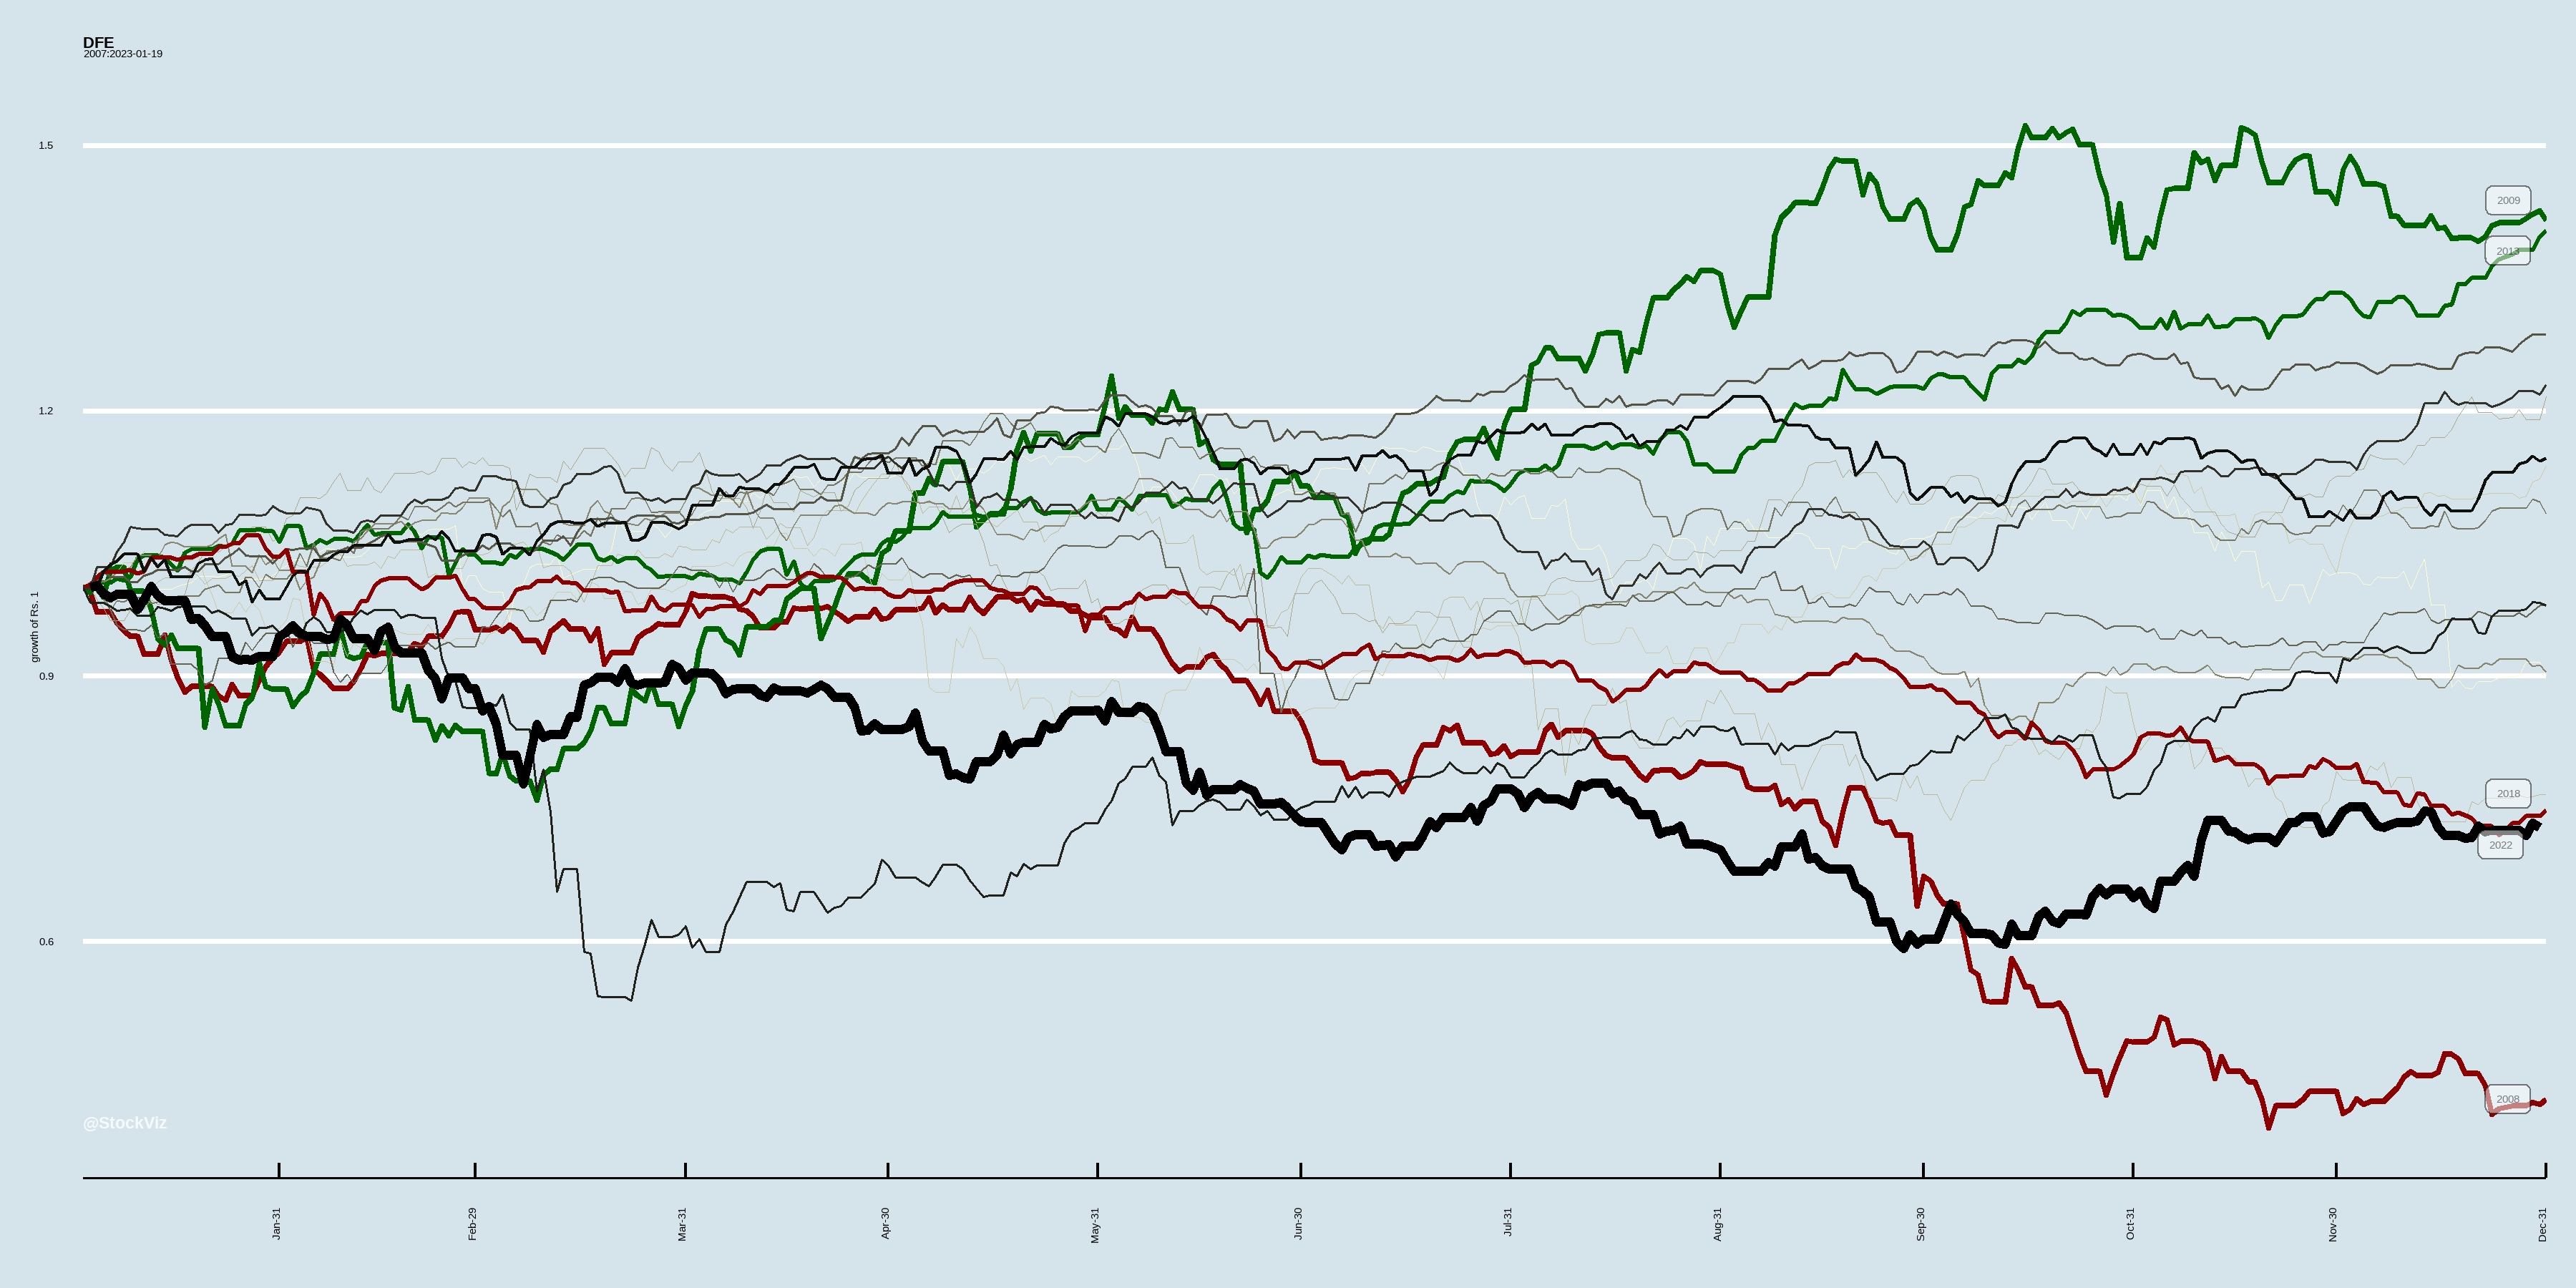 DFE
2007:2023-01-19
1.5
1.2
0.9
0.6
growth of Rs. 1
2009
2013
2018
2022
2008
@StockViz
Jan-31
Feb-29
Mar-31
Apr-30
May-31
Jun-30
Jul-31
Aug-31
Sep-30
Oct-31
Nov-30
Dec-31